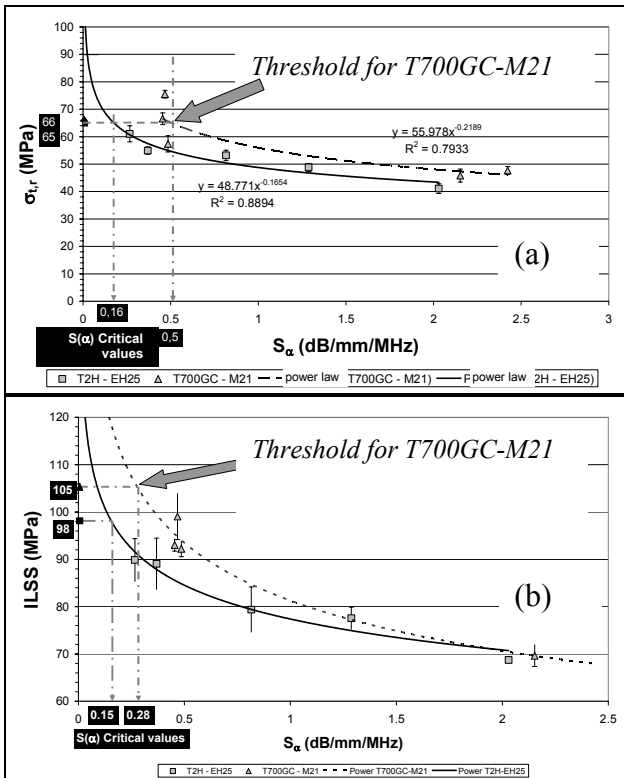 100
90
80
70
66
65
60
50
40
30
20
10
0
σt,r (MPa)
Threshold for T700GC-M21
y = 55.978x-0.2189
R2 = 0.7933
y = 48.771x-0.1654
R2 = 0.8894
(a)
0 0.5 1 1.5 2 2.5 3
0,16
0,5
S(α) Critical
values
Sα (dB/mm/MHz)
T2H - EH25 T700GC - M21 power law T700GC - M21) P power law 2H - EH25)
120
110
105
100
98
90
80
70
60
ILSS (MPa)
Threshold for T700GC-M21
(b)
0.15 0.28 0.5 1 1.5 2 2.5
S(α) Critical values
Sα (dB/mm/MHz)
T2H - EH25 T700GC - M21 Power T700GC-M21 Power T2H-EH25